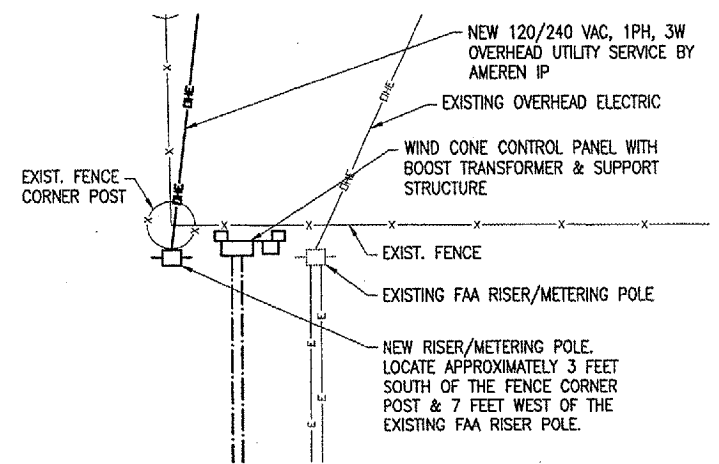 NEW 120/240 VAC, 1PH, 3W
OVERHEAD UTILITY SERVICE BY
AMEREN IP
EXISTING OVERHEAD ELECTRIC
WIND CONE CONTROL PANEL WITH
BOOST TRANSFORMER & SUPPORT
STRUCTURE
EXIST. FENCE
CORNER POST
EXIST. FENCE
EXISTING FAA RISER/METERING POLE
NEW RISER/METERING POLE.
LOCATE APPROXIMATELY 3 FEET
SOUTH OF THE FENCE CORNER
POST & 7 FEET WEST OF THE
EXISTING FAA RISER POLE.
OHE
OHE
OHE
OHE
X
X
X
X
X
X
X
X
X
E
E
E
E